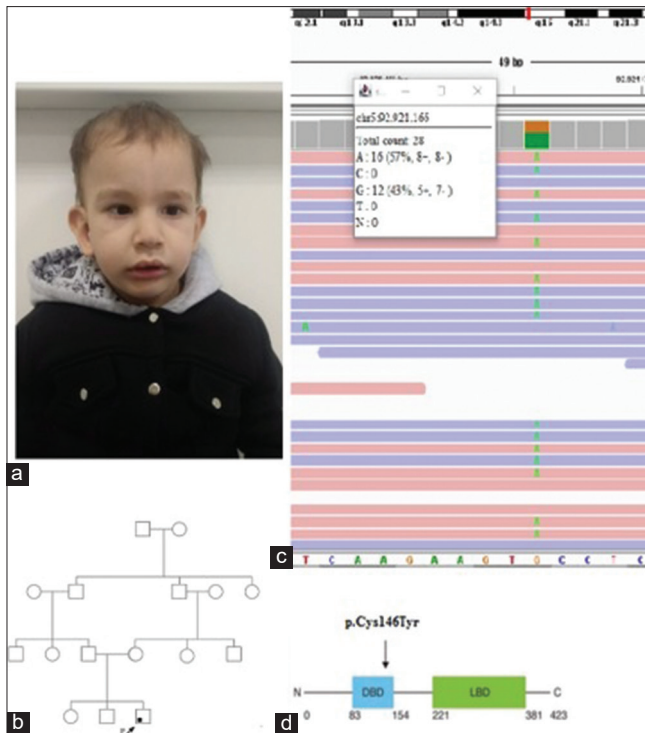 a
b
c
d
49 bp
chr5:92.921.165
Total count: 28
A : 16 (57%, 8+, 8- )
C : 0
G : 12 (43%, 5+, 7- )
T : 0
N : 0
A
T C A A G A A G T G C C T C
p.Cys146Tyr
N
DBD
LBD
C
0
83
154
221
381
423